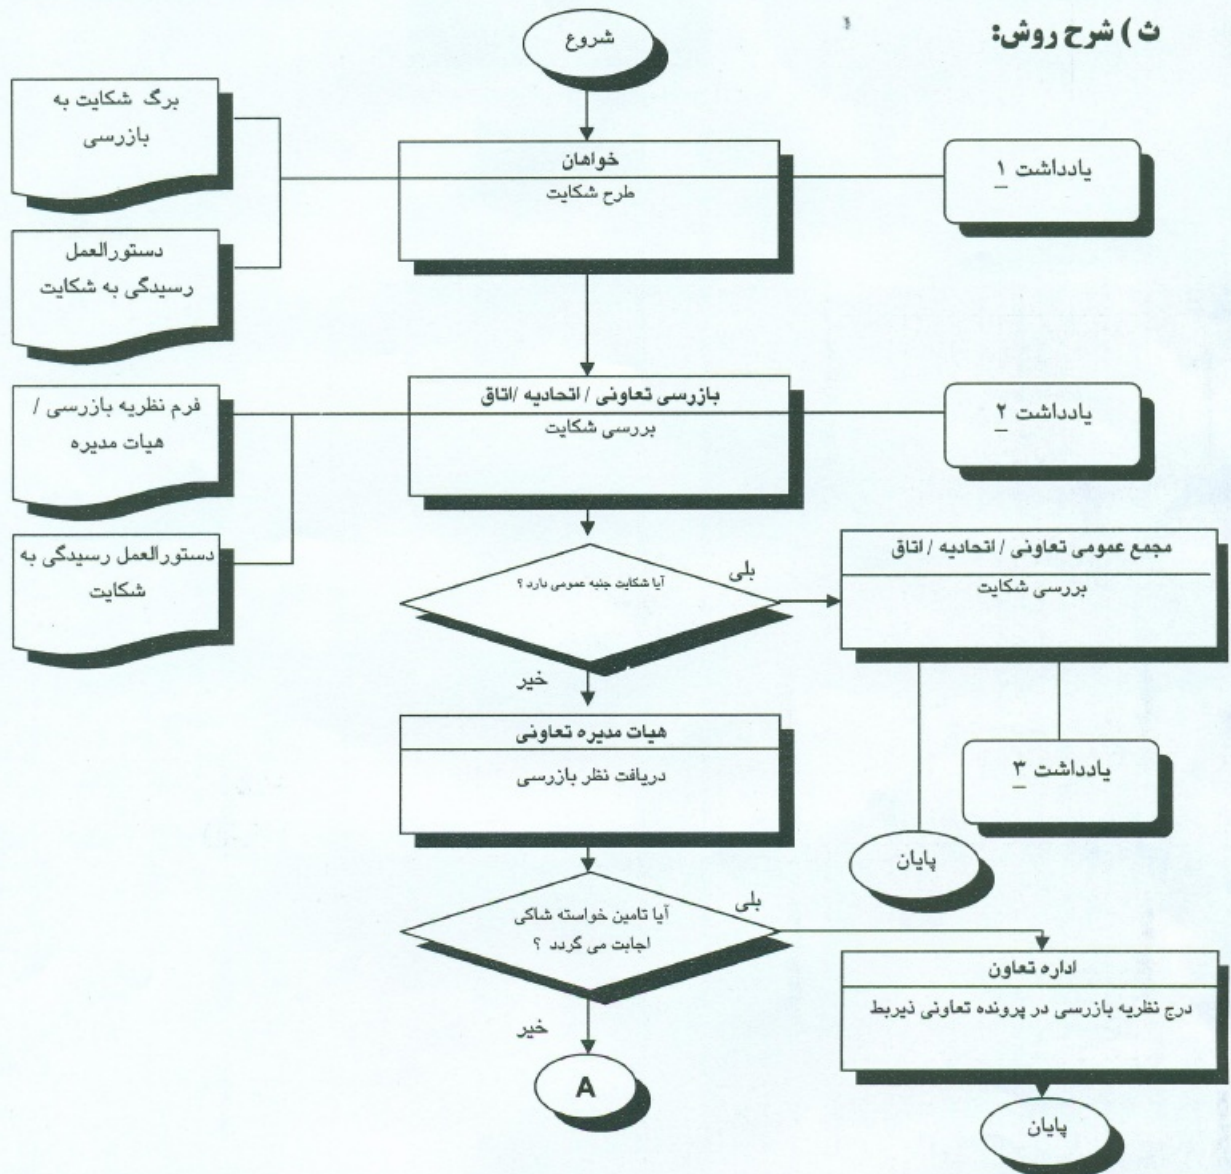 ث ) شرح روش:
شروع
برگ شکایت به
بازرسی
خواهان
طرح شکایت
یادداشت ۱
دستورالعمل
رسیدگی به شکایت
بازرسی تعاونی / اتحادیه /اتاق
بررسی شکایت
یادداشت ۲
فرم نظریه بازرسی /
هیات مدیره
دستورالعمل رسیدگی به
شکایت
آیا شکایت جنبه عمومی دارد ؟
بلی
مجمع عمومی تعاونی / اتحادیه / اتاق
بررسی شکایت
خیر
هیات مدیره تعاونی
دریافت نظر بازرسی
یادداشت ۳
پایان
آیا تامین خواسته شاکی
اجابت می گردد ؟
بلی
اداره تعاون
درج نظریه بازرسی در پرونده تعاونی ذیربط
خیر
A
پایان